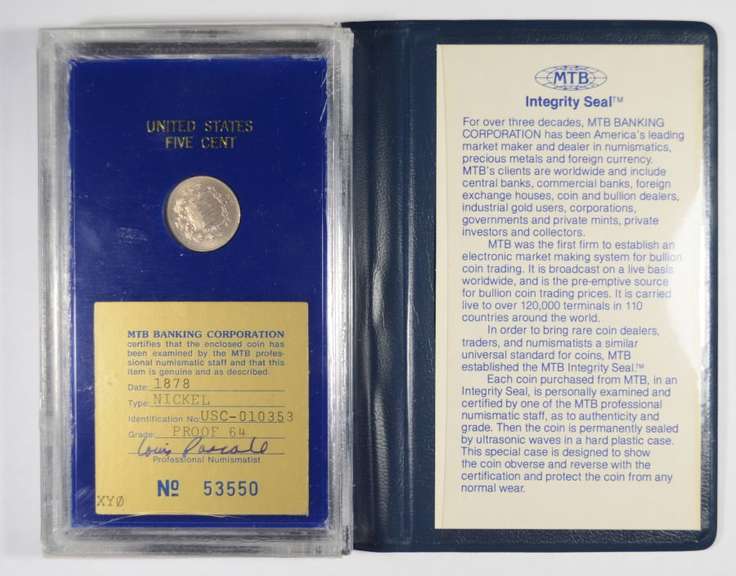 UNITED STATES
FIVE CENT
MTB BANKING CORPORATION
certifies that the enclosed coin has
been examined by the MTB profes-
sional numismatic staff and that this
item is genuine and as described.
Date: 1878
Type: NICKEL
Identification No. USC-010353
Grade: PROOF 64
Louis Pascale
Professional Numismatist
Nº 53550
XYØ
MTB
Integrity Seal™
For over three decades, MTB BANKING
CORPORATION has been America's leading
market maker and dealer in numismatics,
precious metals and foreign currency.
MTB's clients are worldwide and include
central banks, commercial banks, foreign
exchange houses, coin and bullion dealers,
industrial gold users, corporations,
governments and private mints, private
investors and collectors.
MTB was the first firm to establish an
electronic market making system for bullion
coin trading. It is broadcast on a live basis
worldwide, and is the pre-emptive source
for bullion coin trading prices. It is carried
live to over 120,000 terminals in 110
countries around the world.
In order to bring rare coin dealers,
traders, and numismatists a similar
universal standard for coins, MTB
established the MTB Integrity Seal.™
Each coin purchased from MTB, in an
Integrity Seal, is personally examined and
certified by one of the MTB professional
numismatic staff, as to authenticity and
grade. Then the coin is permanently sealed
by ultrasonic waves in a hard plastic case.
This special case is designed to show
the coin obverse and reverse with the
certification and protect the coin from any
normal wear.